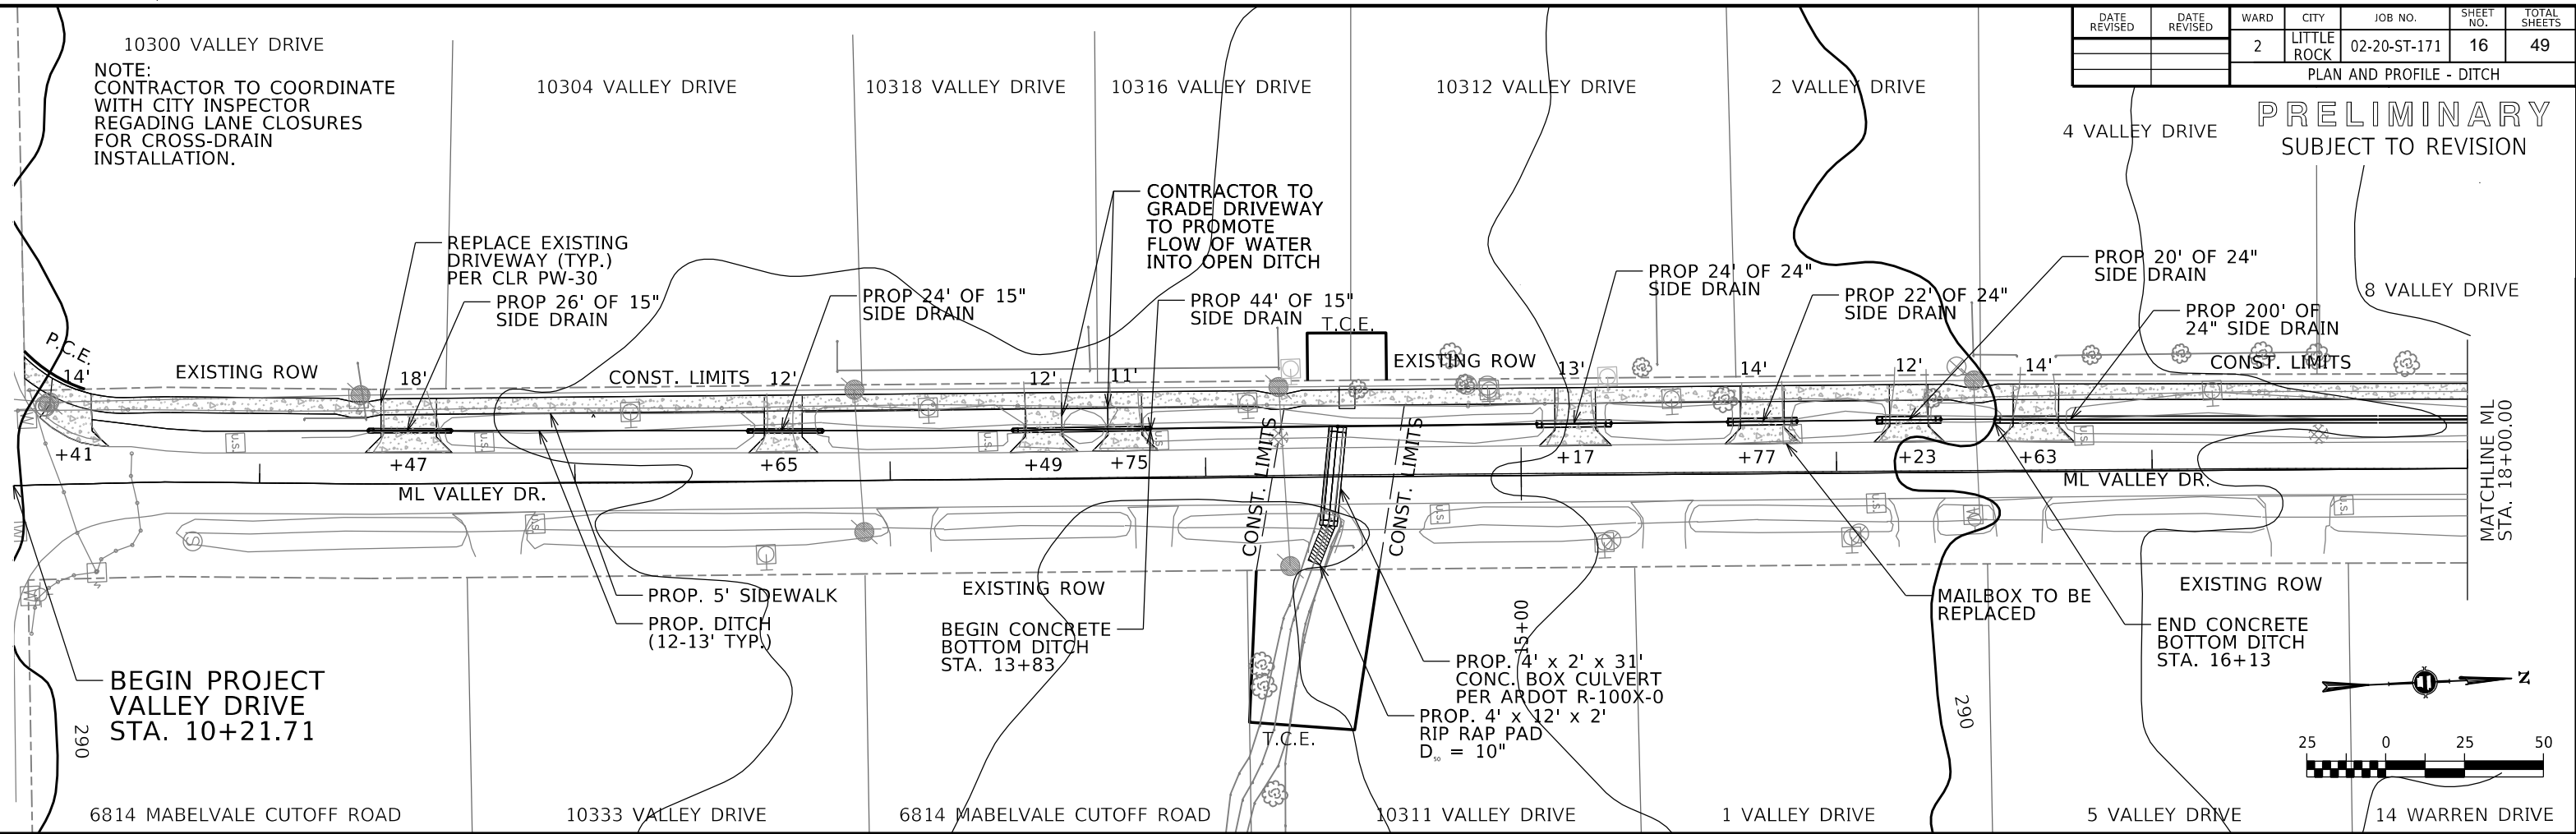 DATE REVISED
DATE REVISED
WARD
CITY
JOB NO.
SHEET NO.
TOTAL SHEETS
2
LITTLE ROCK
02-20-ST-171
16
49
PLAN AND PROFILE - DITCH
PRELIMINARY
SUBJECT TO REVISION
10300 VALLEY DRIVE
10304 VALLEY DRIVE
10318 VALLEY DRIVE
10316 VALLEY DRIVE
10312 VALLEY DRIVE
2 VALLEY DRIVE
4 VALLEY DRIVE
8 VALLEY DRIVE
NOTE:
CONTRACTOR TO COORDINATE
WITH CITY INSPECTOR
REGADING LANE CLOSURES
FOR CROSS-DRAIN
INSTALLATION.
CONTRACTOR TO
GRADE DRIVEWAY
TO PROMOTE
FLOW OF WATER
INTO OPEN DITCH
REPLACE EXISTING
DRIVEWAY (TYP.)
PER CLR PW-30
PROP 26' OF 15"
SIDE DRAIN
PROP 24' OF 15"
SIDE DRAIN
PROP 44' OF 15"
SIDE DRAIN
T.C.E.
PROP 24' OF 24"
SIDE DRAIN
PROP 22' OF 24"
SIDE DRAIN
PROP 20' OF 24"
SIDE DRAIN
PROP 200' OF
24" SIDE DRAIN
P.C.E.
14'
EXISTING ROW
18'
CONST. LIMITS
12'
12'
11'
EXISTING ROW
13'
14'
12'
14'
CONST. LIMITS
U.S.
U.S.
U.S.
U.S.
U.S.
+41
+47
+65
+49
+75
+17
+77
+23
+63
ML VALLEY DR.
ML VALLEY DR.
CONST. LIMITS
CONST. LIMITS
MATCHLINE ML
STA. 18+00.00
U.S.
U.S.
U.S.
U.S.
S
W
W
W
PROP. 5' SIDEWALK
PROP. DITCH
(12-13' TYP.)
EXISTING ROW
BEGIN CONCRETE
BOTTOM DITCH
STA. 13+83
15+00
PROP. 4' x 2' x 31'
CONC. BOX CULVERT
PER ARDOT R-100X-0
PROP. 4' x 12' x 2'
RIP RAP PAD
D50 = 10"
T.C.E.
MAILBOX TO BE
REPLACED
EXISTING ROW
END CONCRETE
BOTTOM DITCH
STA. 16+13
BEGIN PROJECT
VALLEY DRIVE
STA. 10+21.71
290
290
N
25 0 25 50
6814 MABELVALE CUTOFF ROAD
10333 VALLEY DRIVE
6814 MABELVALE CUTOFF ROAD
10311 VALLEY DRIVE
1 VALLEY DRIVE
5 VALLEY DRIVE
14 WARREN DRIVE